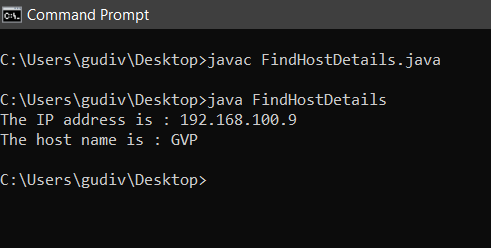 Command Prompt
C:\Users\gudiv\Desktop>javac FindHostDetails.java
C:\Users\gudiv\Desktop>java FindHostDetails
The IP address is : 192.168.100.9
The host name is : GVP
C:\Users\gudiv\Desktop>